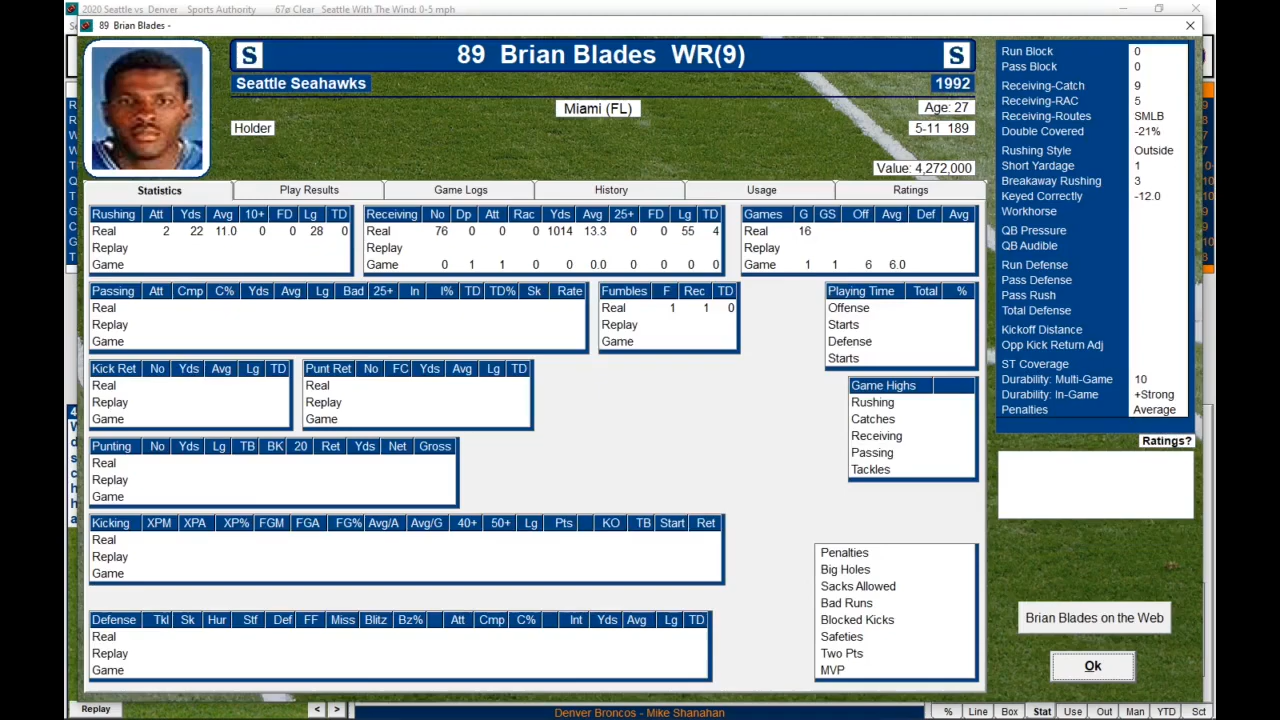 2020 Seattle vs Denver Sports Authority 67ø Clear Seattle With The Wind: 0-5 mph
89 Brian Blades -
S 89 Brian Blades WR(9) S
Seattle Seahawks 1992
Miami (FL) Age: 27
Holder 5-11 189
Value: 4,272,000
Statistics Play Results Game Logs History Usage Ratings
Rushing Att Yds Avg 10+ FD Lg TD
Real 2 22 11.0 0 0 28 0
Replay
Game
Receiving No Dp Att Rac Yds Avg 25+ FD Lg TD
Real 76 0 0 0 1014 13.3 0 0 55 4
Replay
Game 0 1 1 0 0 0.0 0 0 0 0
Games G GS Off Avg Def Avg
Real 16
Replay
Game 1 1 6 6.0
Passing Att Cmp C% Yds Avg Lg Bad 25+ In I% TD TD% Sk Rate
Real
Replay
Game
Fumbles F Rec TD
Real 1 1 0
Replay
Game
Playing Time Total %
Offense
Starts
Defense
Starts
Kick Ret No Yds Avg Lg TD
Real
Replay
Game
Punt Ret No FC Yds Avg Lg TD
Real
Replay
Game
Game Highs
Rushing
Catches
Receiving
Passing
Tackles
Punting No Yds Lg TB BK 20 Ret Yds Net Gross
Real
Replay
Game
Kicking XPM XPA XP% FGM FGA FG% Avg/A Avg/G 40+ 50+ Lg Pts KO TB Start Ret
Real
Replay
Game
Defense Tkl Sk Hur Stf Def FF Miss Blitz Bz% Att Cmp C% Int Yds Avg Lg TD
Real
Replay
Game
Penalties
Big Holes
Sacks Allowed
Bad Runs
Blocked Kicks
Safeties
Two Pts
MVP
Run Block 0
Pass Block 0
Receiving-Catch 9
Receiving-RAC 5
Receiving-Routes SMLB
Double Covered -21%
Rushing Style Outside
Short Yardage 1
Breakaway Rushing 3
Keyed Correctly -12.0
Workhorse
QB Pressure
QB Audible
Run Defense
Pass Defense
Pass Rush
Total Defense
Kickoff Distance
Opp Kick Return Adj
ST Coverage
Durability: Multi-Game 10
Durability: In-Game +Strong
Penalties Average
Ratings?
Brian Blades on the Web
Ok
Replay < > Denver Broncos - Mike Shanahan % Line Box Stat Use Out Man YTD Sct